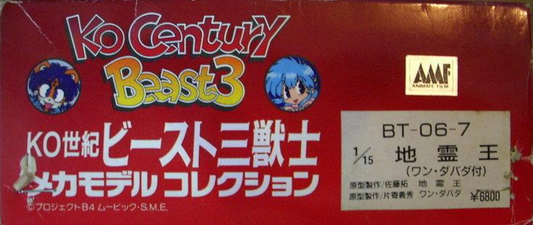 KO CENTURY
BEAST3
KO世紀ビースト三獣士
メカモデル コレクション
©プロジェクトB4 ムービック・S.M.E.
AMF
ANIMATE FILM
BT-06-7
1/15 地霊王
(ワン・ダバダ付)
原型製作/佐藤拓 地霊王
原型製作/片寄義秀 ワン・ダバダ
¥6800